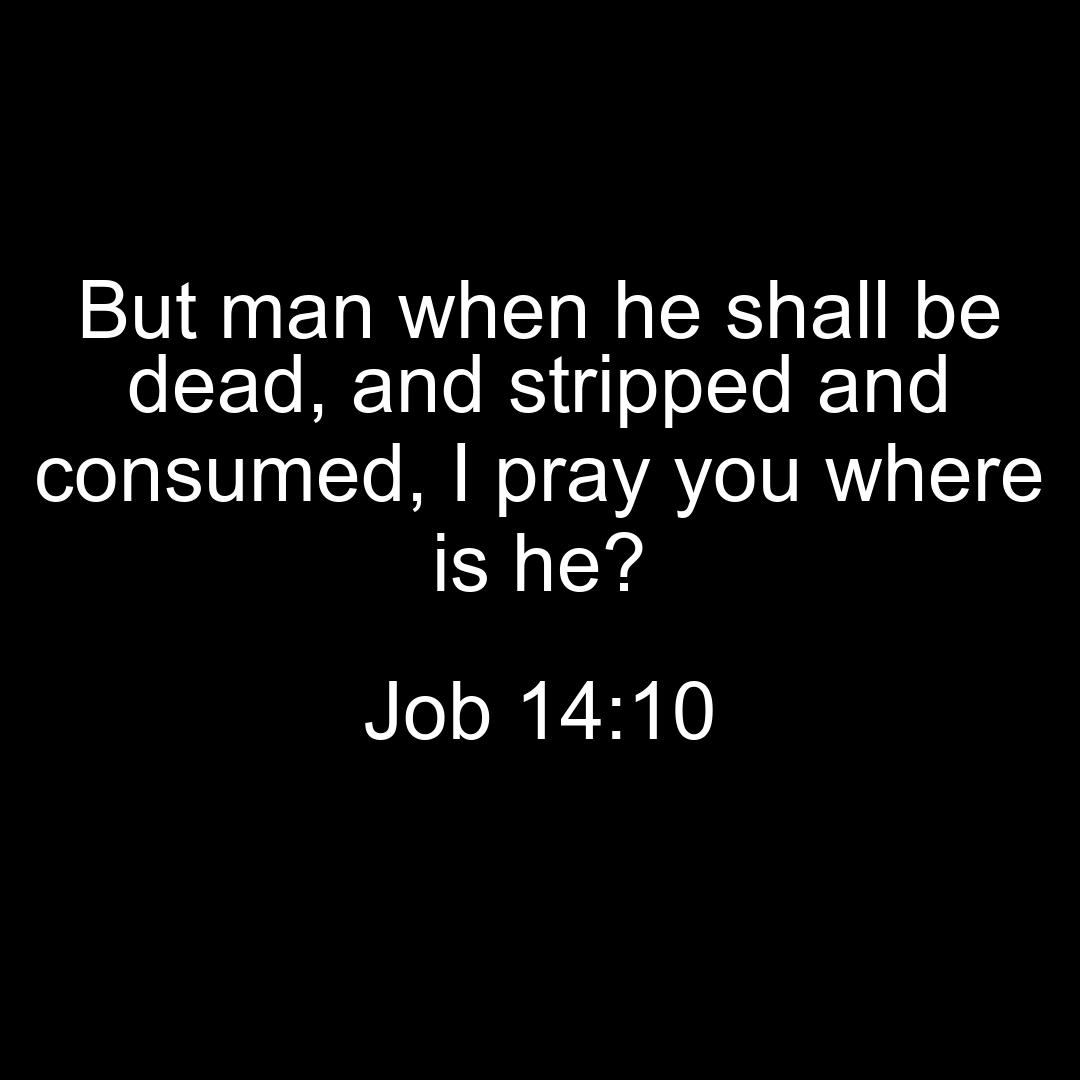 But man when he shall be
dead, and stripped and
consumed, I pray you where
is he?
Job 14:10